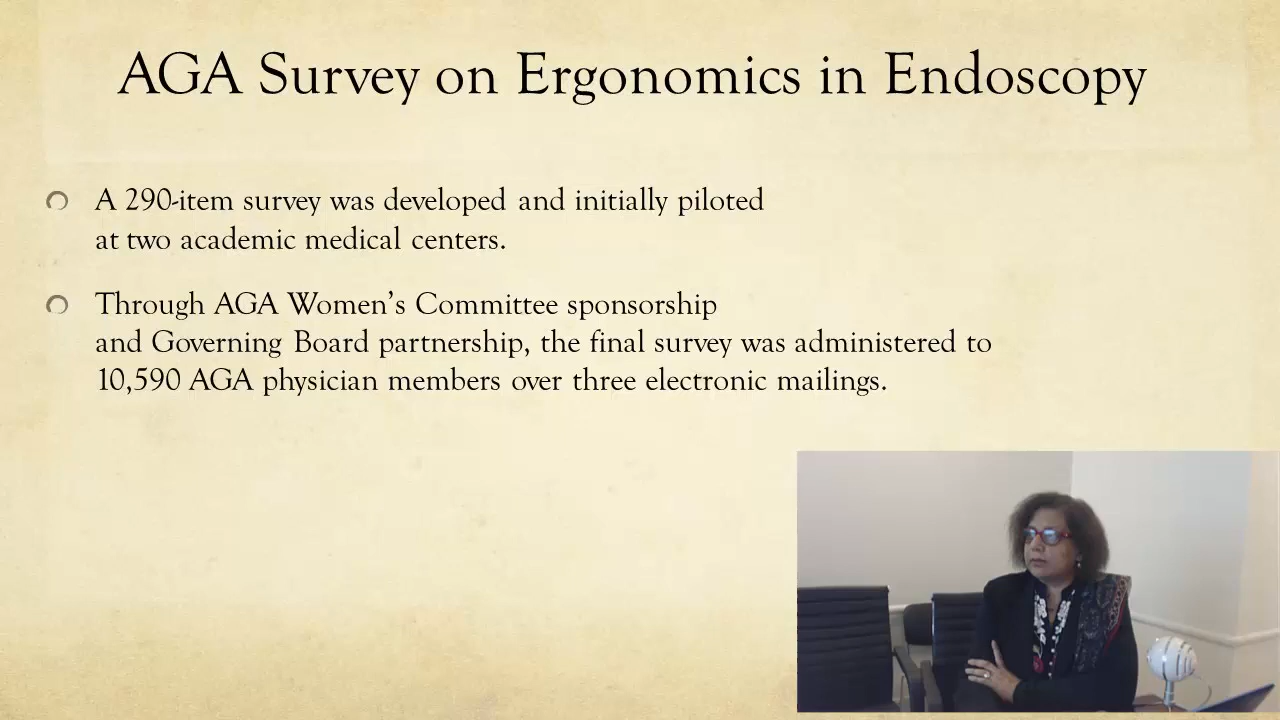 AGA Survey on Ergonomics in Endoscopy
A 290-item survey was developed and initially piloted
at two academic medical centers.
Through AGA Women’s Committee sponsorship
and Governing Board partnership, the final survey was administered to
10,590 AGA physician members over three electronic mailings.